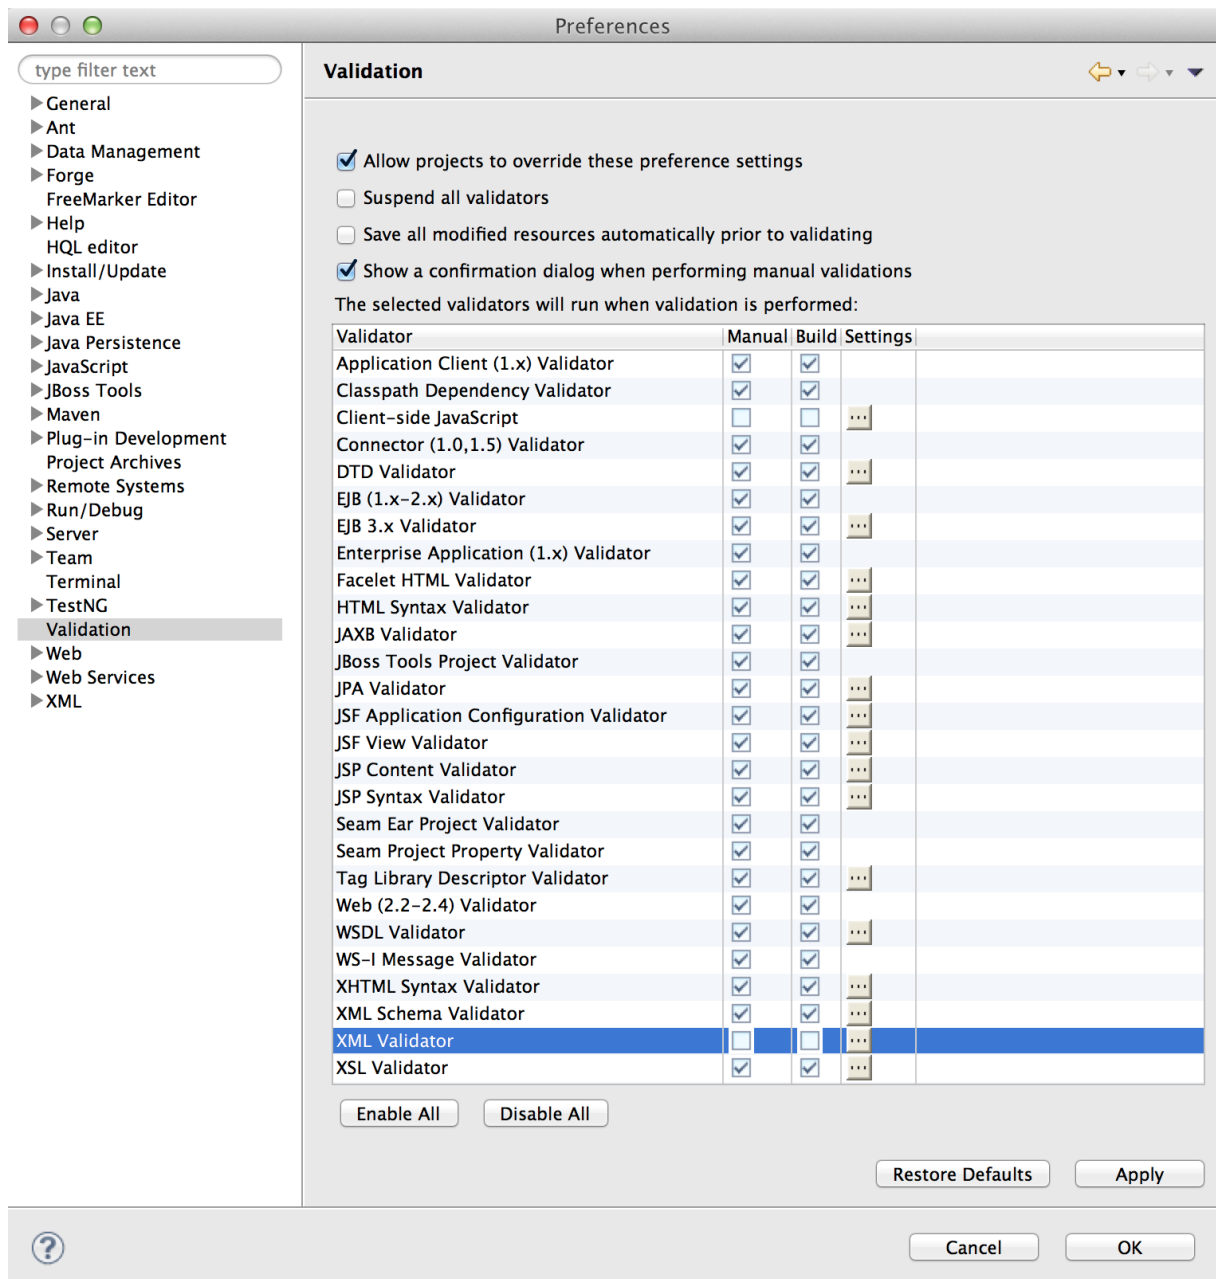 Preferences
type filter text
General
Ant
Data Management
Forge
FreeMarker Editor
Help
HQL editor
Install/Update
Java
Java EE
Java Persistence
JavaScript
JBoss Tools
Maven
Plug-in Development
Project Archives
Remote Systems
Run/Debug
Server
Team
Terminal
TestNG
Validation
Web
Web Services
XML
Validation
Allow projects to override these preference settings
Suspend all validators
Save all modified resources automatically prior to validating
Show a confirmation dialog when performing manual validations
The selected validators will run when validation is performed:
Validator Manual Build Settings
Application Client (1.x) Validator
Classpath Dependency Validator
Client-side JavaScript ...
Connector (1.0,1.5) Validator
DTD Validator ...
EJB (1.x-2.x) Validator
EJB 3.x Validator ...
Enterprise Application (1.x) Validator
Facelet HTML Validator ...
HTML Syntax Validator ...
JAXB Validator ...
JBoss Tools Project Validator
JPA Validator ...
JSF Application Configuration Validator ...
JSF View Validator ...
JSP Content Validator ...
JSP Syntax Validator ...
Seam Ear Project Validator
Seam Project Property Validator
Tag Library Descriptor Validator ...
Web (2.2-2.4) Validator
WSDL Validator ...
WS-I Message Validator
XHTML Syntax Validator ...
XML Schema Validator ...
XML Validator ...
XSL Validator ...
Enable All Disable All
Restore Defaults Apply
? Cancel OK